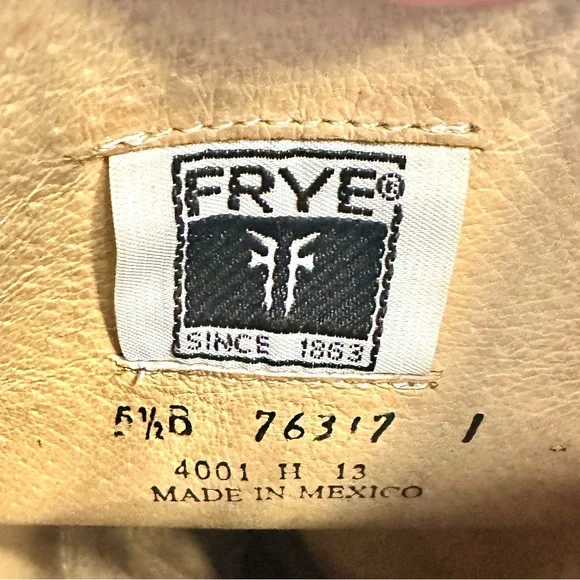 FRYE®
SINCE 1863
5½B 76317 1
4001 H 13
MADE IN MEXICO